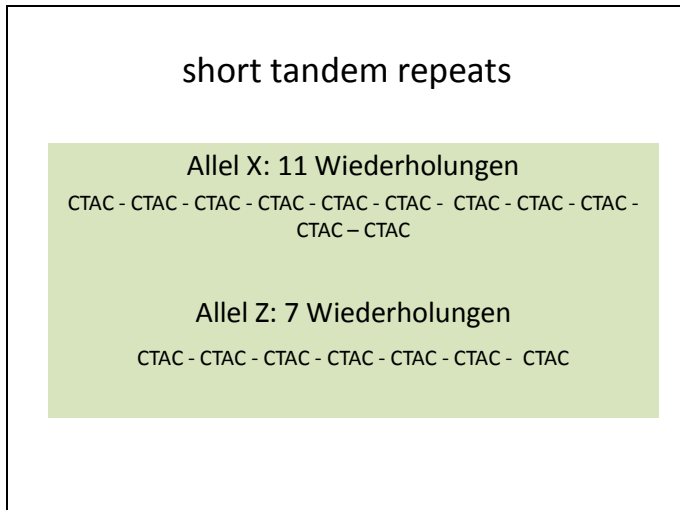 short tandem repeats
Allel X: 11 Wiederholungen
CTAC - CTAC - CTAC - CTAC - CTAC - CTAC - CTAC - CTAC - CTAC -
CTAC – CTAC
Allel Z: 7 Wiederholungen
CTAC - CTAC - CTAC - CTAC - CTAC - CTAC - CTAC